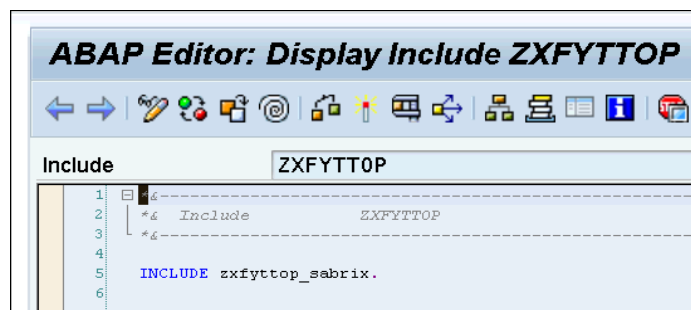 ABAP Editor: Display Include ZXFYTTOP
Include ZXFYTTOP
1 *&---------------------------------------------------------------------
2 *& Include ZXFYTTOP
3 *&---------------------------------------------------------------------
4
5 INCLUDE zxfyttop_sabrix.
6